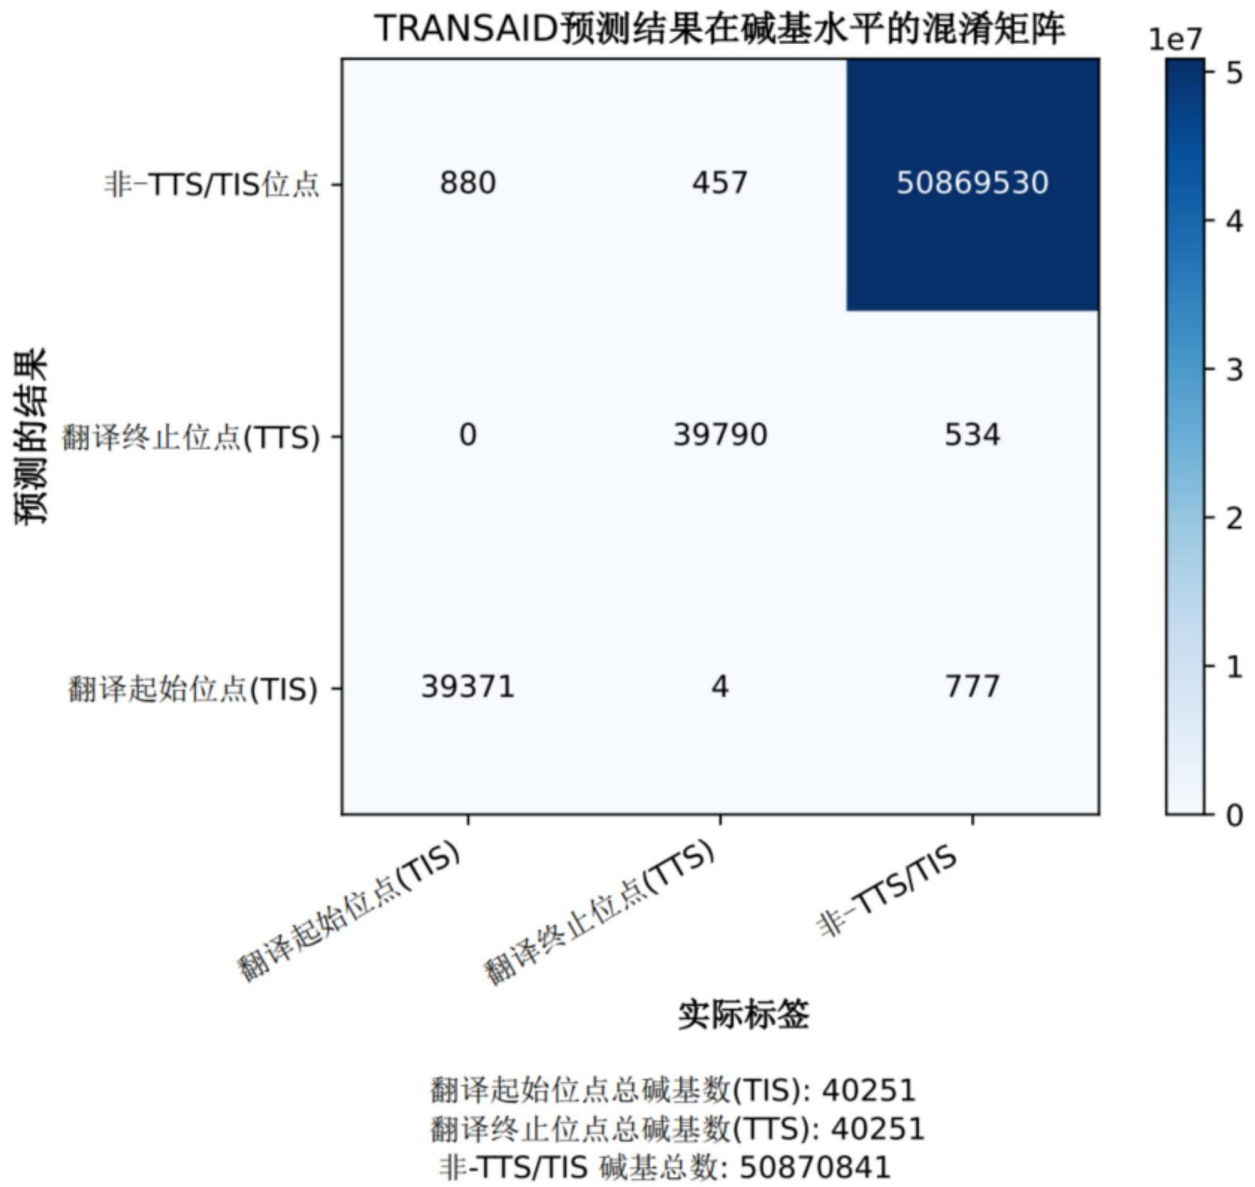 TRANSAID预测结果在碱基水平的混淆矩阵
1e7
非-TTS/TIS位点
880
457
50869530
翻译终止位点(TTS)
0
39790
534
翻译起始位点(TIS)
39371
4
777
预测的结果
5
4
3
2
1
0
翻译起始位点(TIS)
翻译终止位点(TTS)
非-TTS/TIS
实际标签
翻译起始位点总碱基数(TIS): 40251
翻译终止位点总碱基数(TTS): 40251
非-TTS/TIS 碱基总数: 50870841